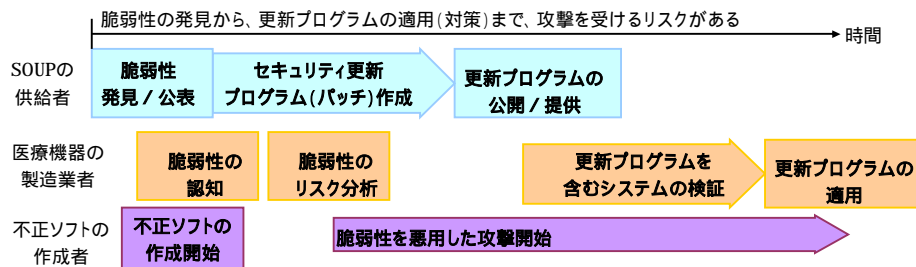 脆弱性の発見から、更新プログラムの適用(対策)まで、攻撃を受けるリスクがある
時間
SOUPの
供給者
脆弱性
発見/公表
セキュリティ更新
プログラム(パッチ)作成
更新プログラムの
公開/提供
医療機器の
製造業者
脆弱性の
認知
脆弱性の
リスク分析
更新プログラムを
含むシステムの検証
更新プログラムの
適用
不正ソフトの
作成者
不正ソフトの
作成開始
脆弱性を悪用した攻撃開始